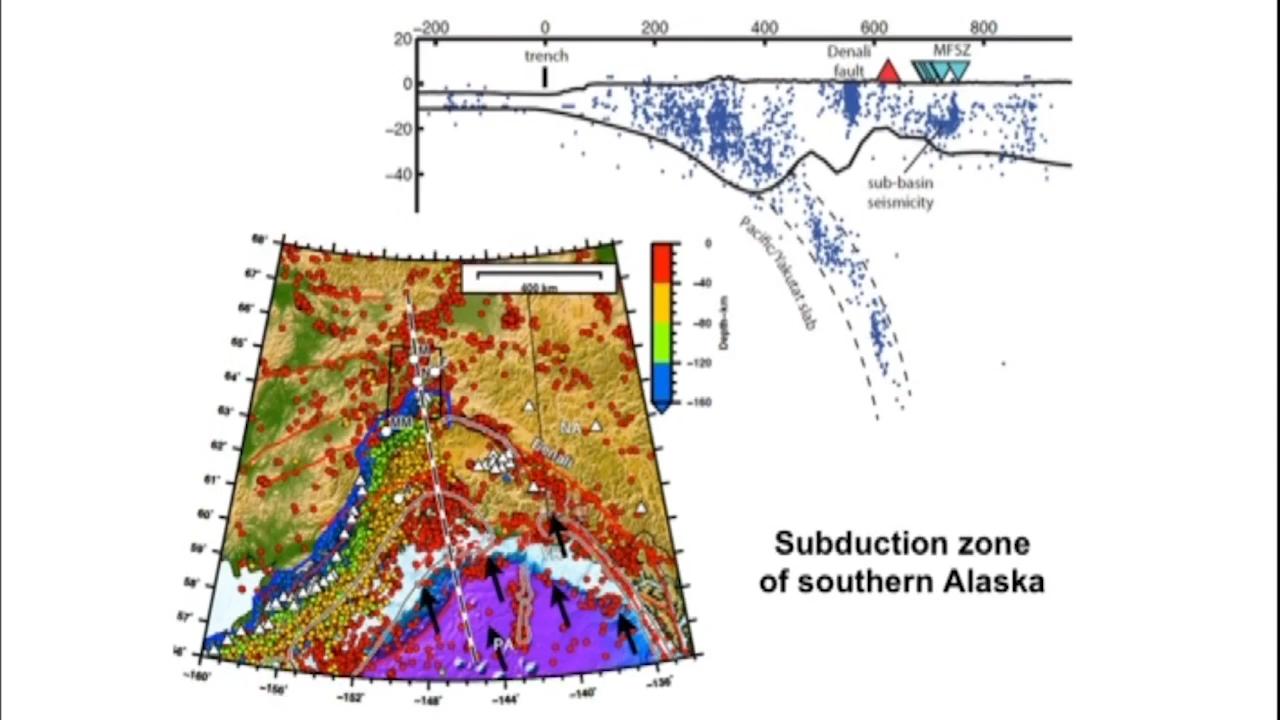 -200 0 200 400 600 800
20
trench
Denali
fault
MFSZ
0
-20
-40
sub-basin
seismicity
Pacific/Yakutat slab
68°
67°
66°
65°
64°
63°
62°
61°
60°
59°
58°
57°
400 km
0
-40
-80
-120
-160
Depth-km
MM
NA
Denali
PA
-160°
-156°
-152°
-148°
-144°
-140°
-136°
Subduction zone
of southern Alaska